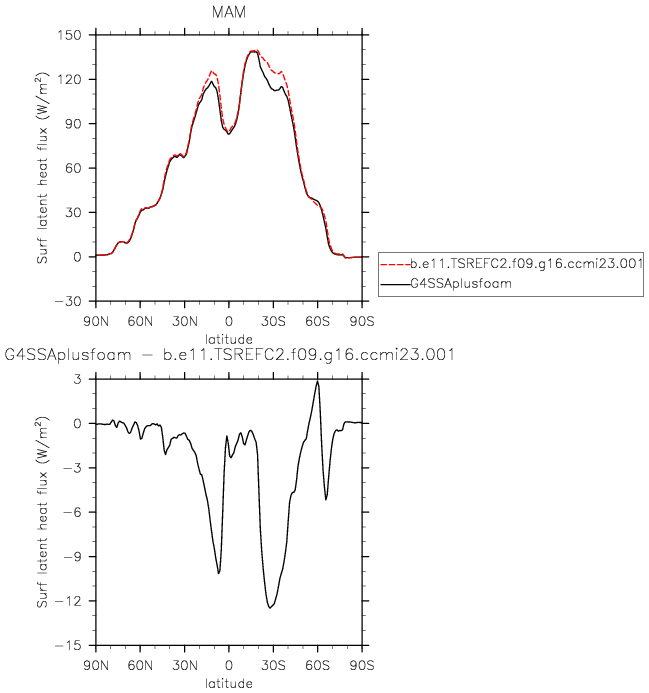 MAM
150
120
90
60
30
0
−30
Surf latent heat flux (W/m²)
90N 60N 30N 0 30S 60S 90S
latitude
b.e11.TSREFC2.f09.g16.ccmi23.001
G4SSAplusfoam
G4SSAplusfoam − b.e11.TSREFC2.f09.g16.ccmi23.001
3
0
−3
−6
−9
−12
−15
Surf latent heat flux (W/m²)
90N 60N 30N 0 30S 60S 90S
latitude